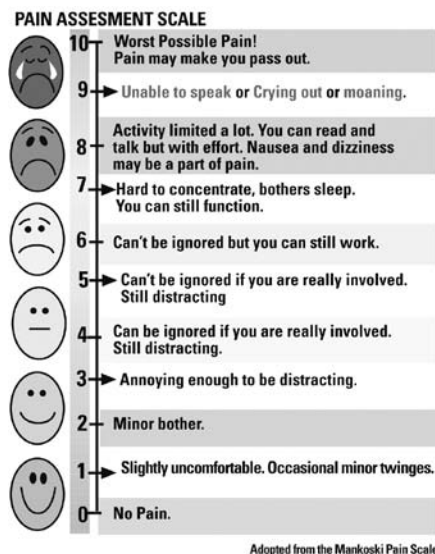 PAIN ASSESMENT SCALE
10 Worst Possible Pain!
Pain may make you pass out.
9 Unable to speak or Crying out or moaning.
Activity limited a lot. You can read and
8 talk but with effort. Nausea and dizziness
may be a part of pain.
7 Hard to concentrate, bothers sleep.
You can still function.
6 Can't be ignored but you can still work.
5 Can't be ignored if you are really involved.
Still distracting
4 Can be ignored if you are really involved.
Still distracting.
3 Annoying enough to be distracting.
2 Minor bother.
1 Slightly uncomfortable. Occasional minor twinges.
0 No Pain.
Adopted from the Mankoski Pain Scale